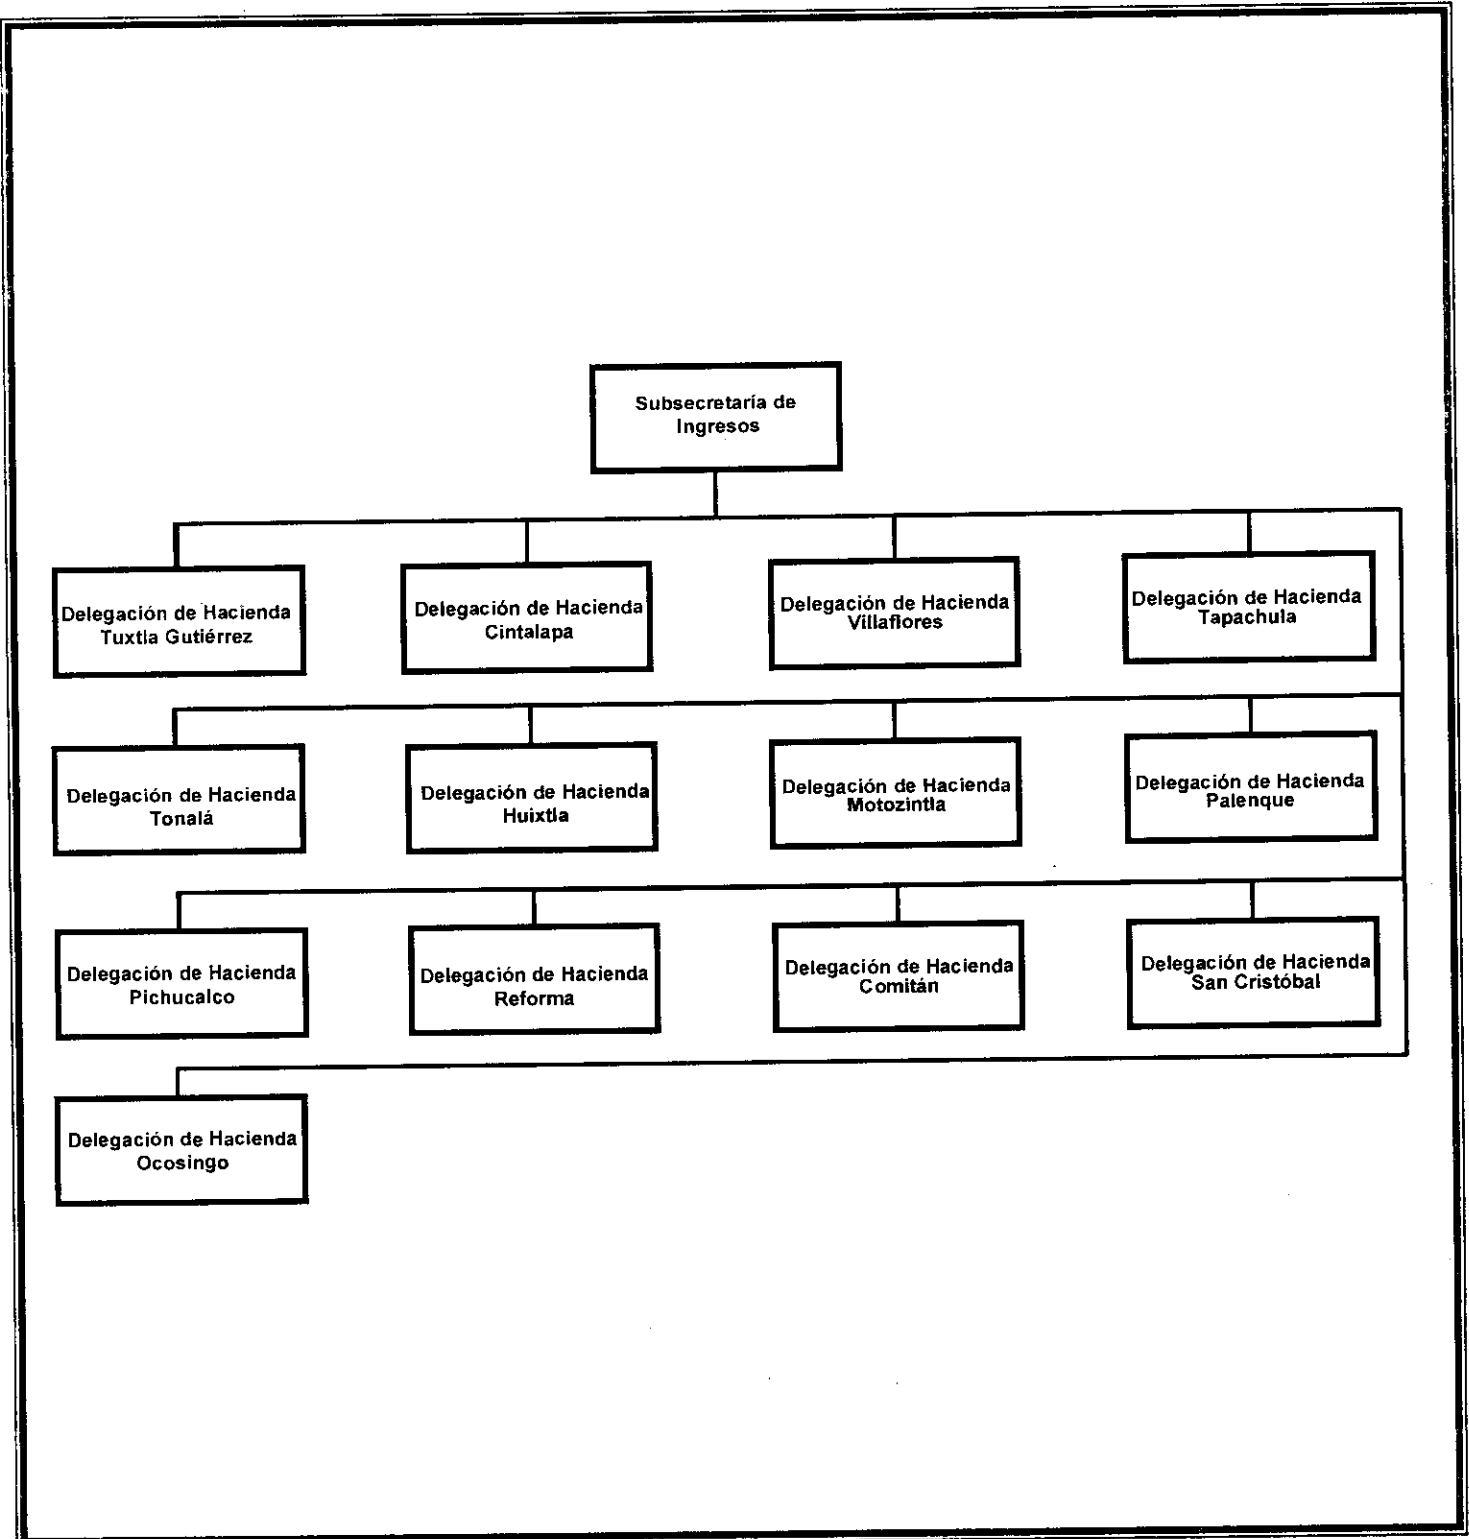 Subsecretaría de
Ingresos
Delegación de Hacienda
Tuxtla Gutiérrez
Delegación de Hacienda
Cintalapa
Delegación de Hacienda
Villaflores
Delegación de Hacienda
Tapachula
Delegación de Hacienda
Tonalá
Delegación de Hacienda
Huixtla
Delegación de Hacienda
Motozintla
Delegación de Hacienda
Palenque
Delegación de Hacienda
Pichucalco
Delegación de Hacienda
Reforma
Delegación de Hacienda
Comitán
Delegación de Hacienda
San Cristóbal
Delegación de Hacienda
Ocosingo